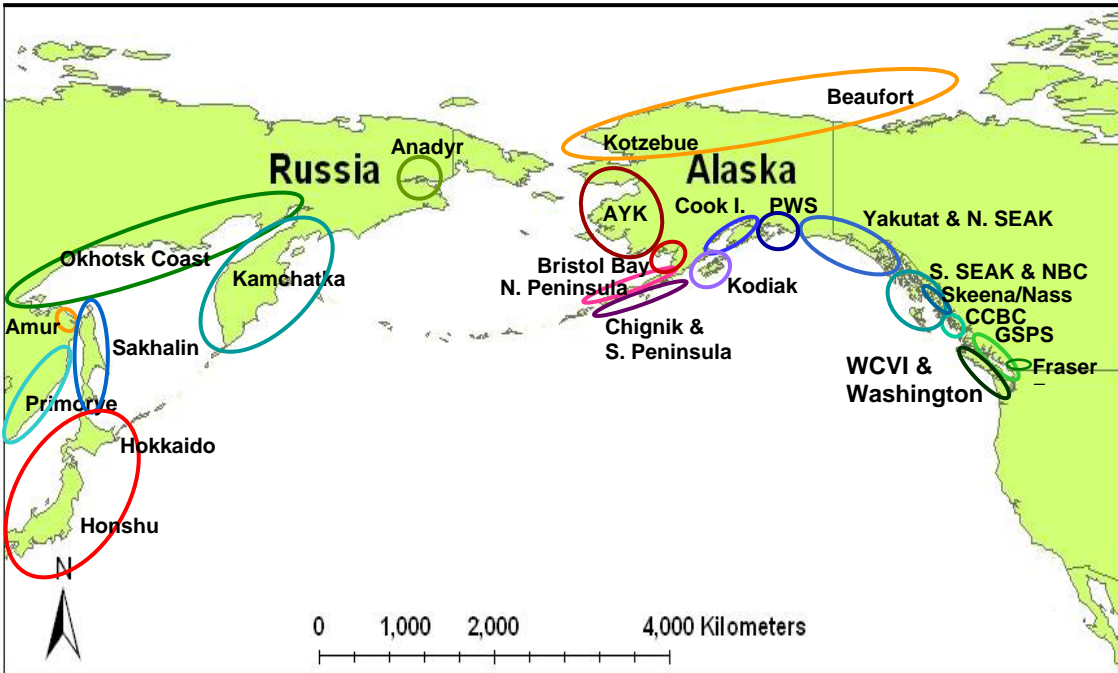 Beaufort
Kotzebue
Anadyr
Russia
Alaska
AYK
Cook I.
PWS
Yakutat & N. SEAK
Okhotsk Coast
Kamchatka
Bristol Bay
N. Peninsula
Kodiak
S. SEAK & NBC
Skeena/Nass
CCBC
GSPS
Amur
Sakhalin
Chignik &
S. Peninsula
WCVI &
Washington
Fraser
Primorye
Hokkaido
Honshu
N
0 1,000 2,000 4,000 Kilometers